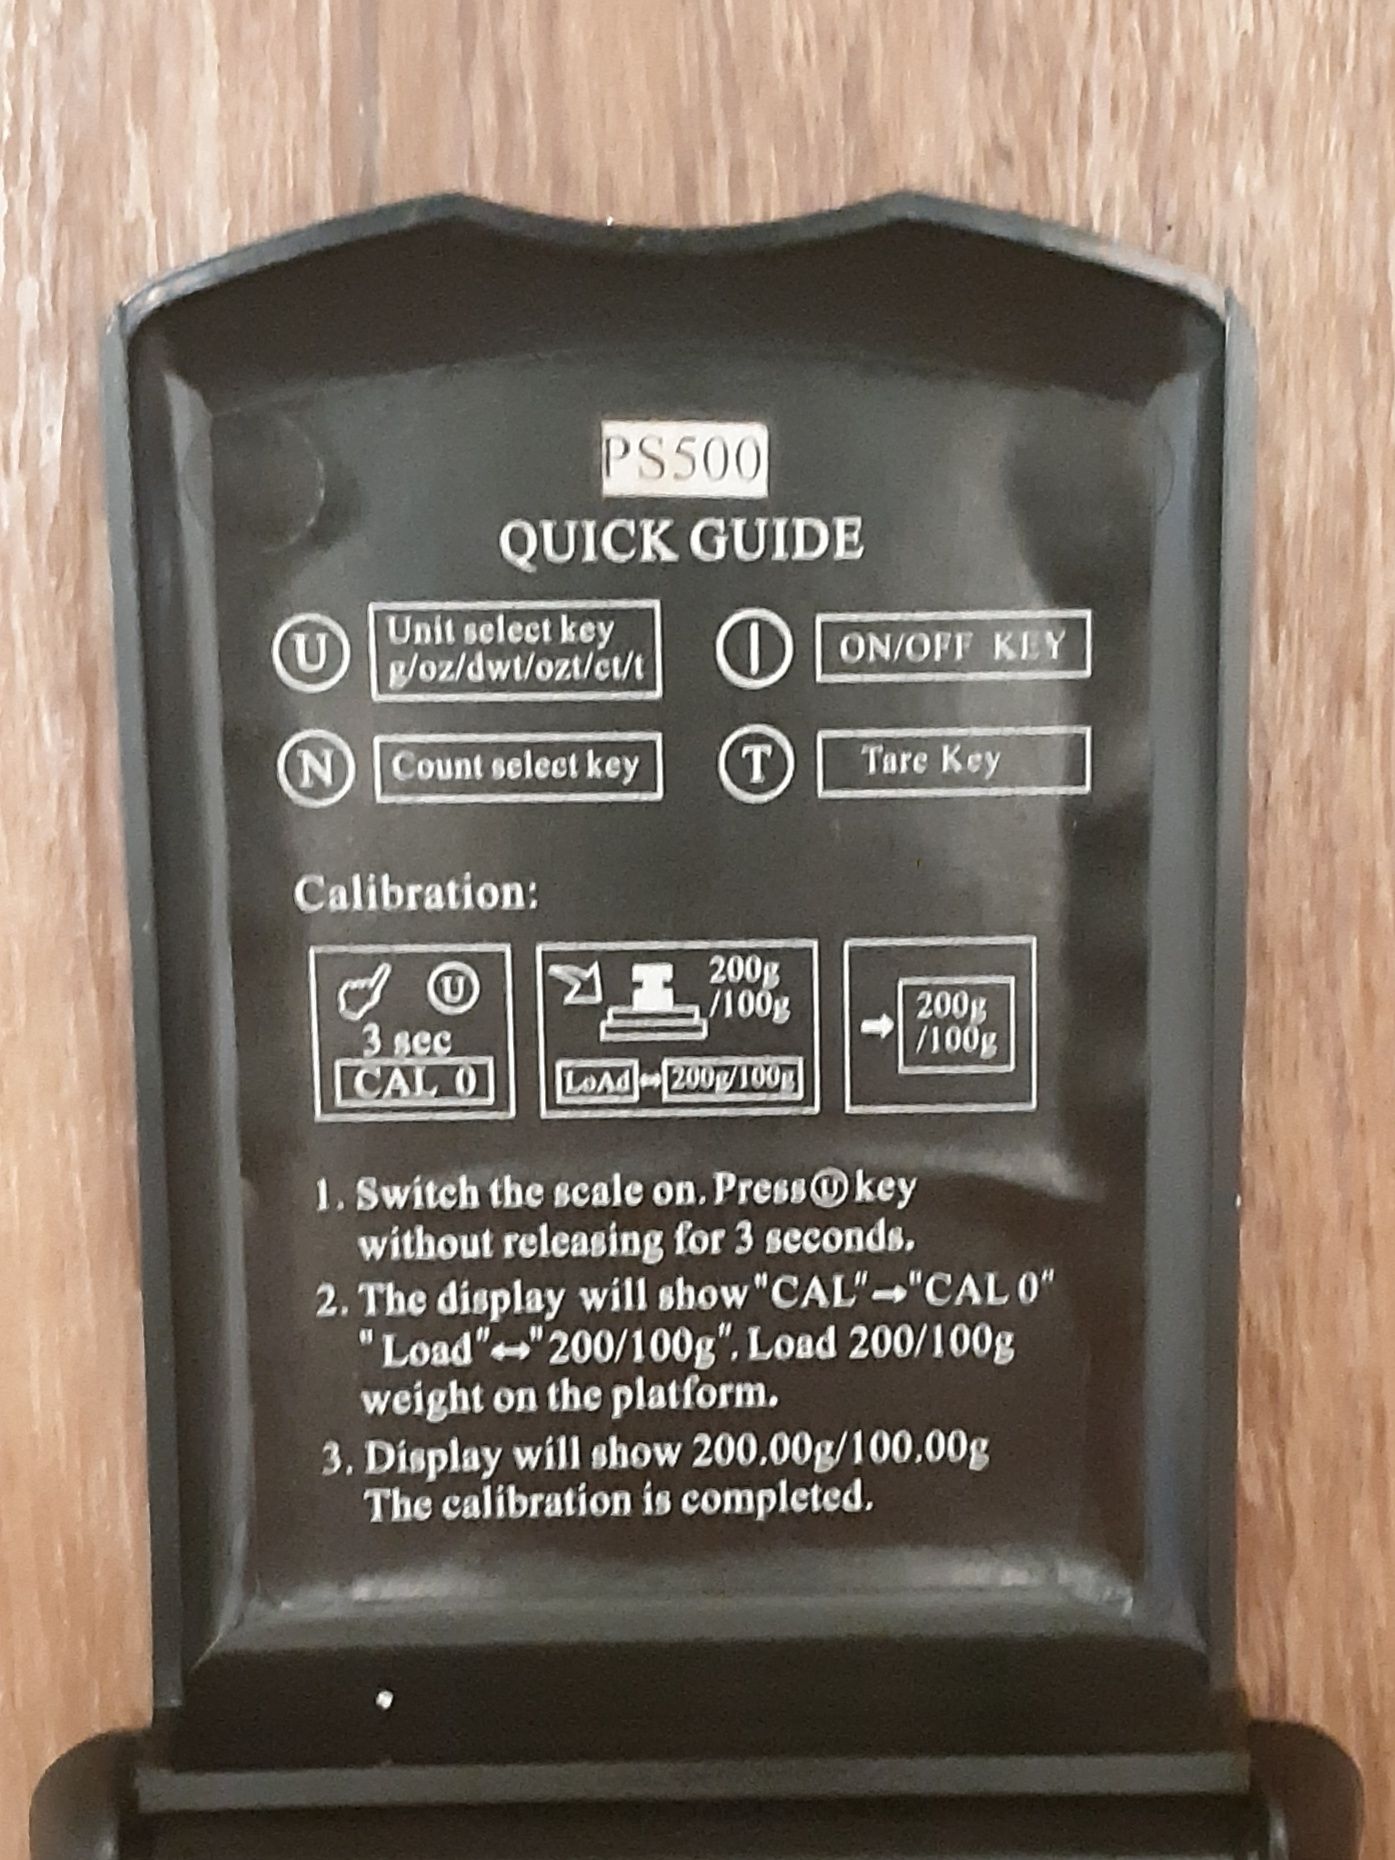 PS500
QUICK GUIDE
U Unit select key
g/oz/dwt/ozt/ct/t
ON/OFF KEY
N Count select key
T Tare Key
Calibration:
U
3 sec
CAL 0
200g
/100g
LoAd↔200g/100g
➡ 200g
/100g
1. Switch the scale on. Press Ⓤ key
without releasing for 3 seconds.
2. The display will show "CAL"→"CAL 0"
"Load"↔"200/100g". Load 200/100g
weight on the platform.
3. Display will show 200.00g/100.00g
The calibration is completed.